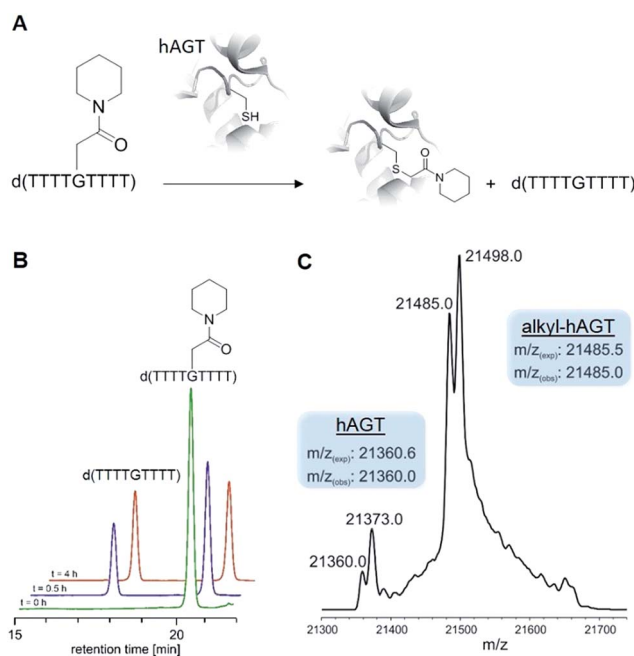 A
hAGT
N
O
SH
d(TTTTGTTTT)
S
O
N
+
d(TTTTGTTTT)
B
N
O
d(TTTTGTTTT)
d(TTTTGTTTT)
t = 4 h
t = 0.5 h
t = 0 h
15
20
retention time [min]
C
21498.0
21485.0
alkyl-hAGT
m/z(exp): 21485.5
m/z(obs): 21485.0
hAGT
m/z(exp): 21360.6
m/z(obs): 21360.0
21373.0
21360.0
21300 21400 21500 21600 21700
m/z